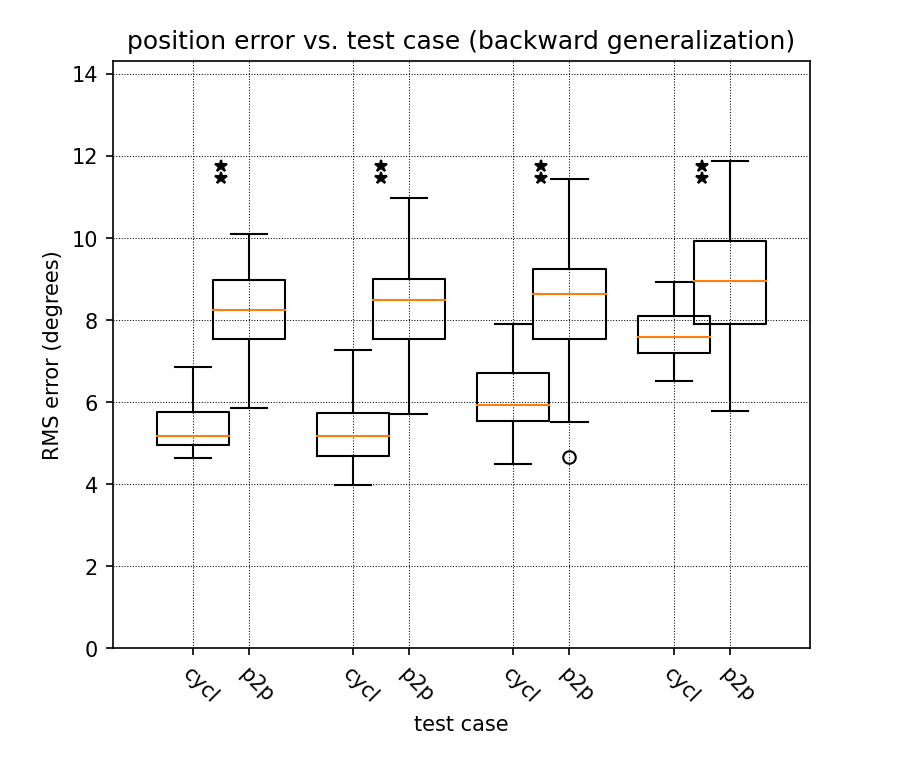 position error vs. test case (backward generalization)
14
12
10
8
6
4
2
0
RMS error (degrees)
cycl p2p cycl p2p cycl p2p cycl p2p
test case